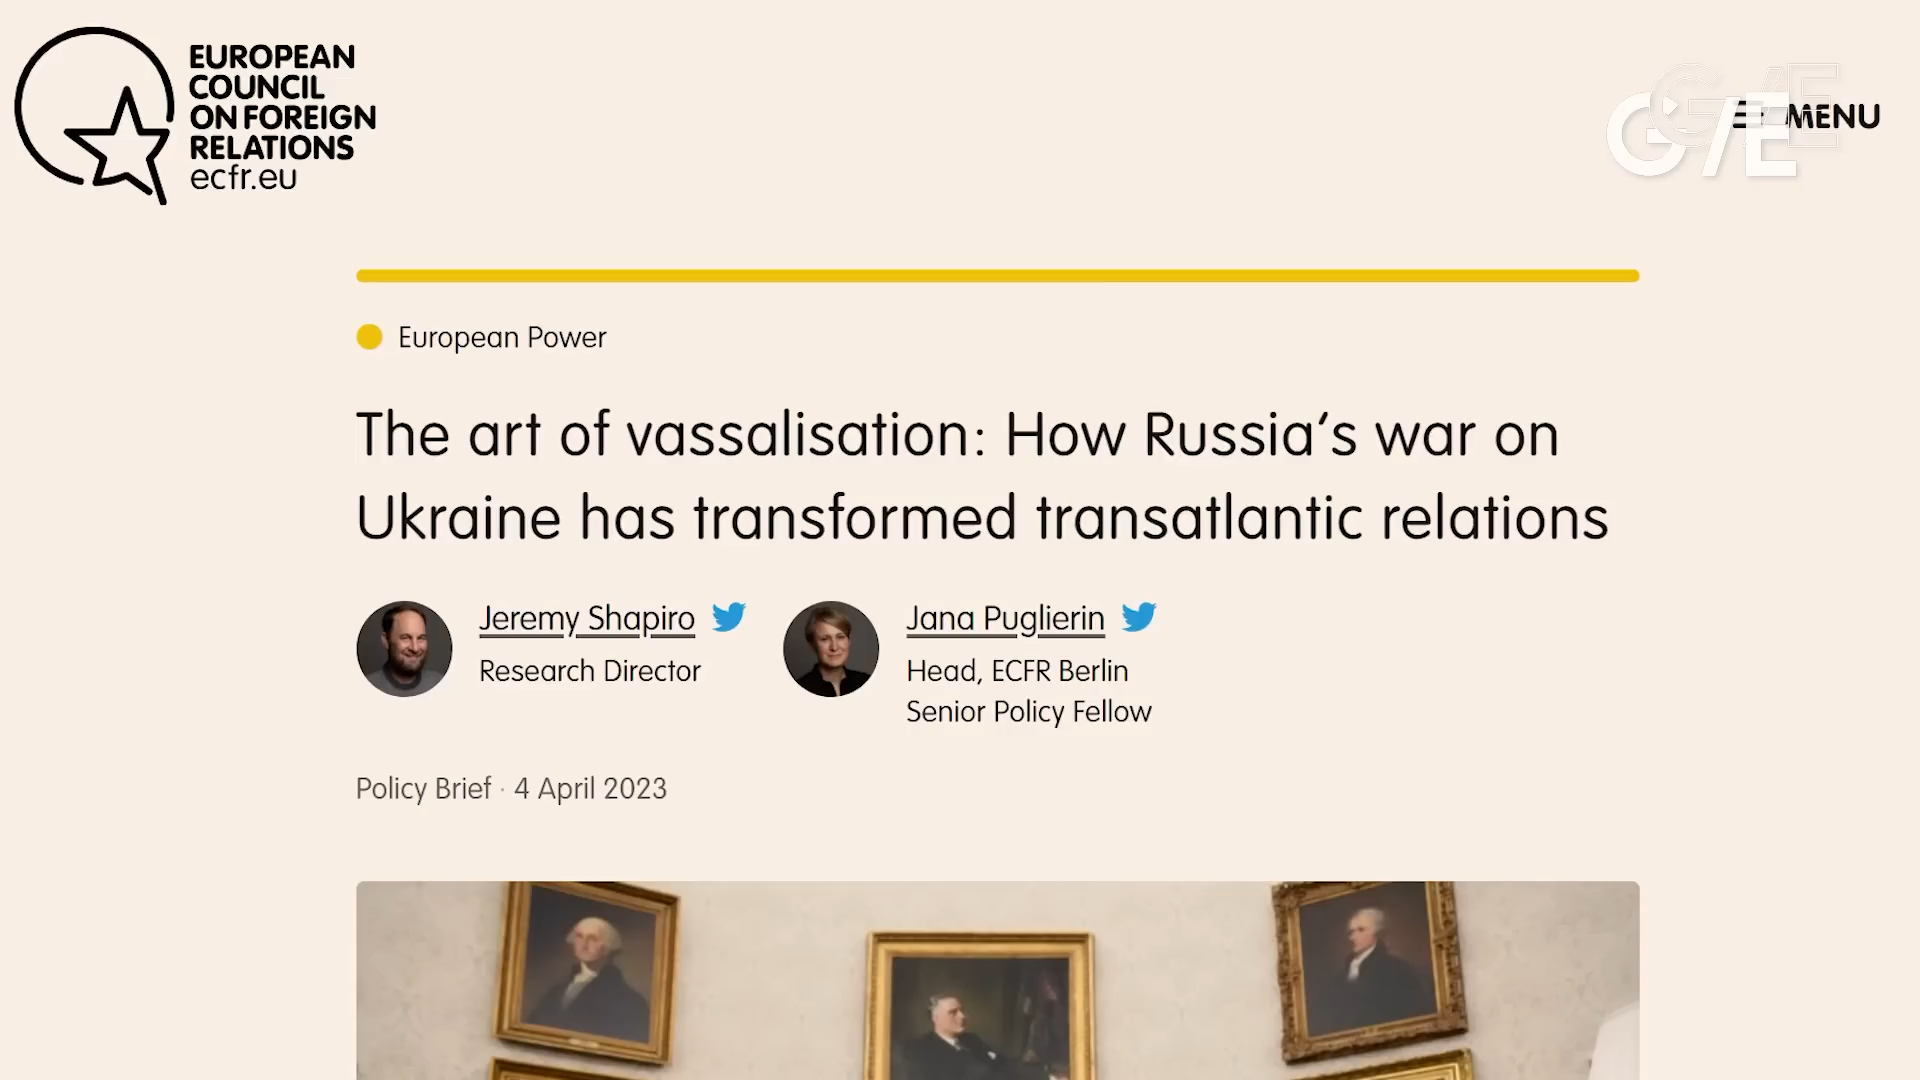 EUROPEAN
COUNCIL
ON FOREIGN
RELATIONS
ecfr.eu
G/E
MENU
European Power
The art of vassalisation: How Russia’s war on
Ukraine has transformed transatlantic relations
Jeremy Shapiro
Research Director
Jana Puglierin
Head, ECFR Berlin
Senior Policy Fellow
Policy Brief · 4 April 2023